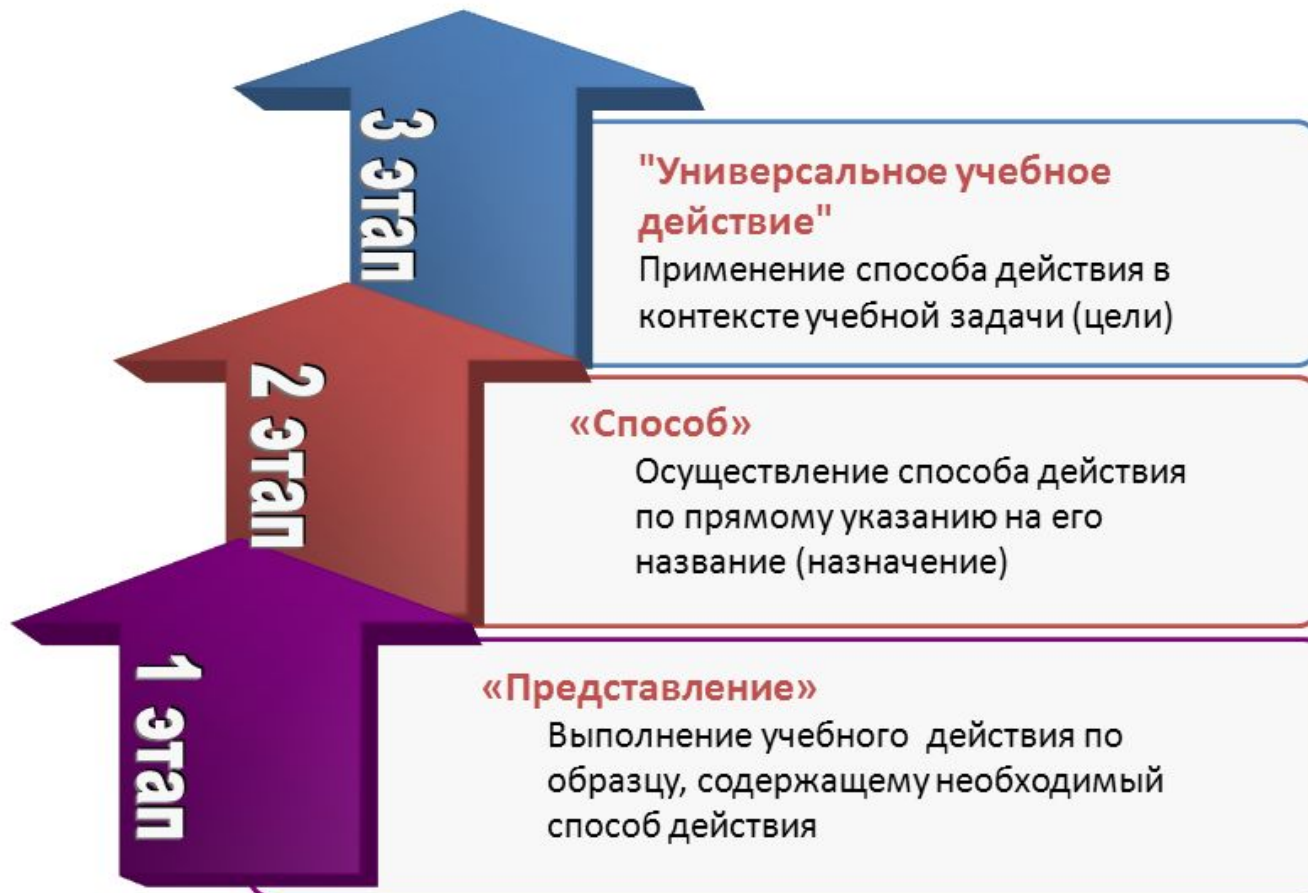 3 этап
"Универсальное учебное
действие"
Применение способа действия в
контексте учебной задачи (цели)
2 этап
«Способ»
Осуществление способа действия
по прямому указанию на его
название (назначение)
1 этап
«Представление»
Выполнение учебного действия по
образцу, содержащему необходимый
способ действия